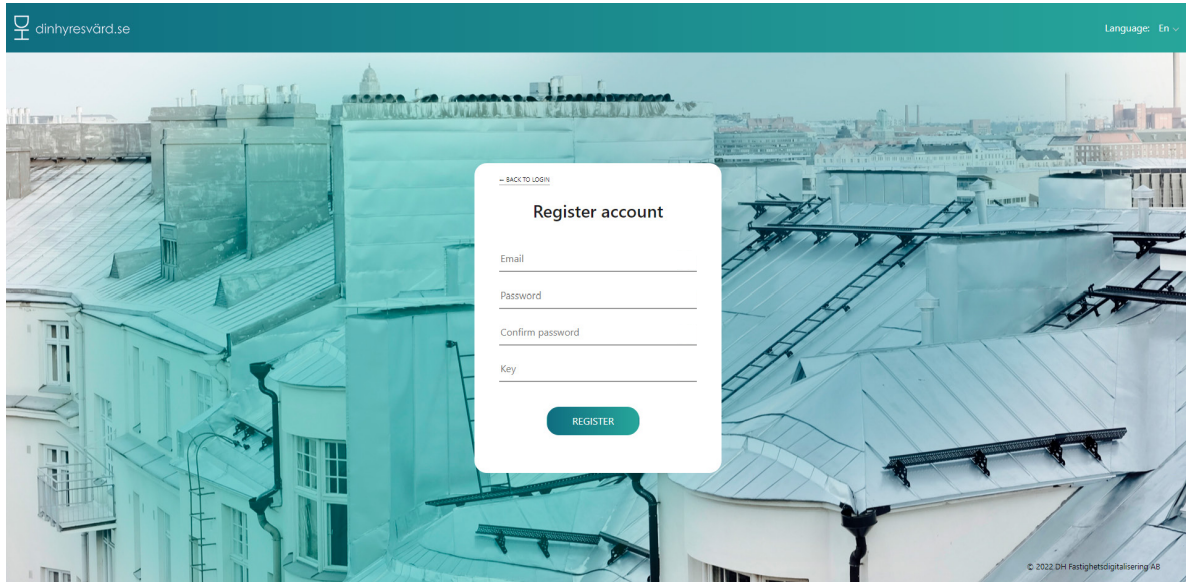 dinhyresvärd.se
Language: En
← BACK TO LOGIN
Register account
Email
Password
Confirm password
Key
REGISTER
© 2022 DH Fastighetsdigitalisering AB